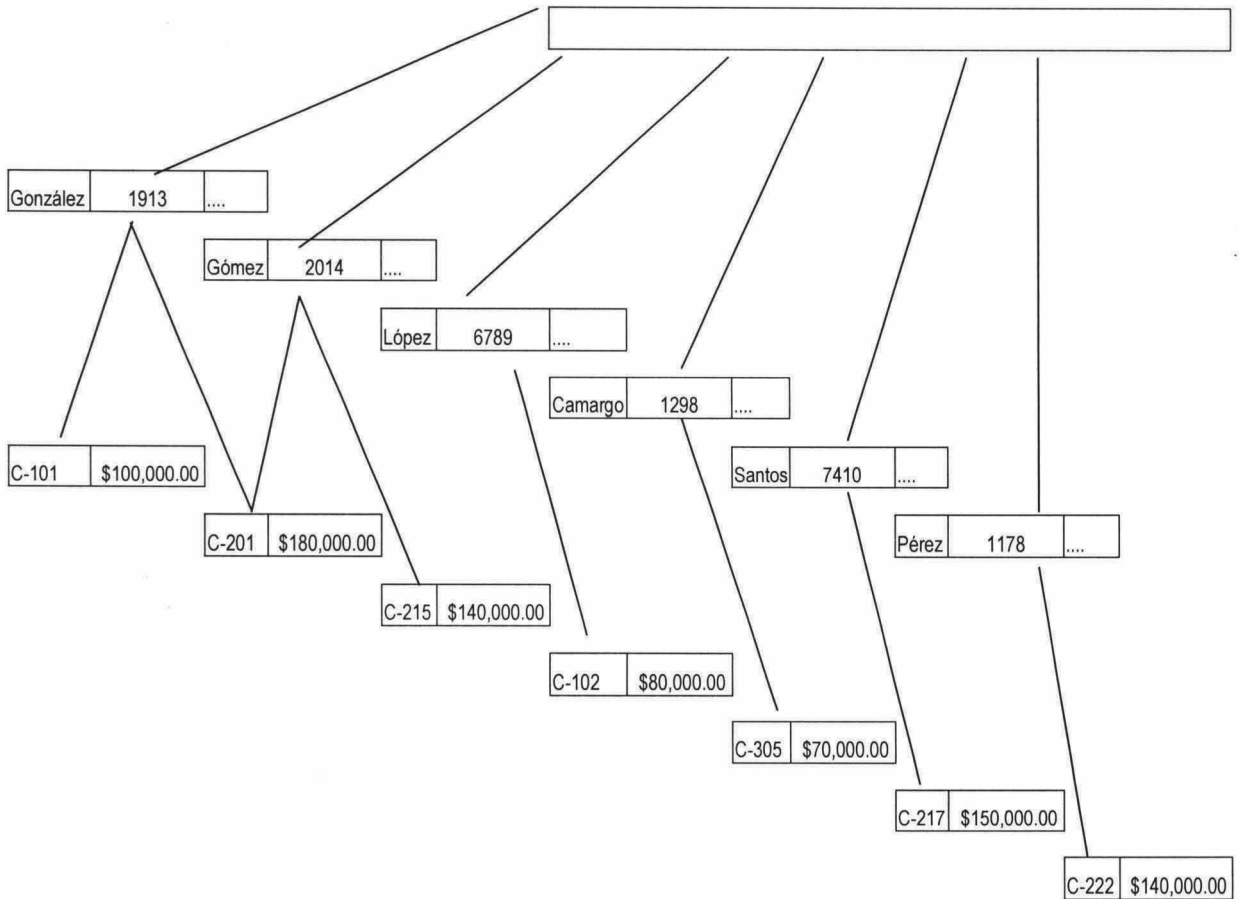 González 1913 ....
Gómez 2014 ....
López 6789 ....
Camargo 1298 ....
C-101 $100,000.00
Santos 7410 ....
C-201 $180,000.00
Pérez 1178 ....
C-215 $140,000.00
C-102 $80,000.00
C-305 $70,000.00
C-217 $150,000.00
C-222 $140,000.00